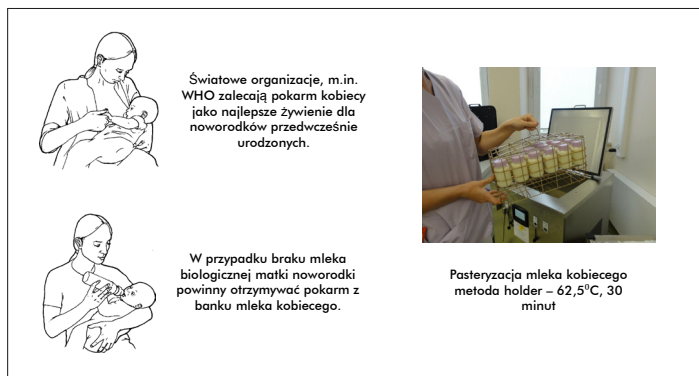 Światowe organizacje, m.in.
WHO zalecają pokarm kobiecy
jako najlepsze żywienie dla
noworodków przedwcześnie
urodzonych.
W przypadku braku mleka
biologicznej matki noworodki
powinny otrzymywać pokarm z
banku mleka kobiecego.
Pasteryzacja mleka kobiecego
metoda holder – 62,5⁰C, 30
minut